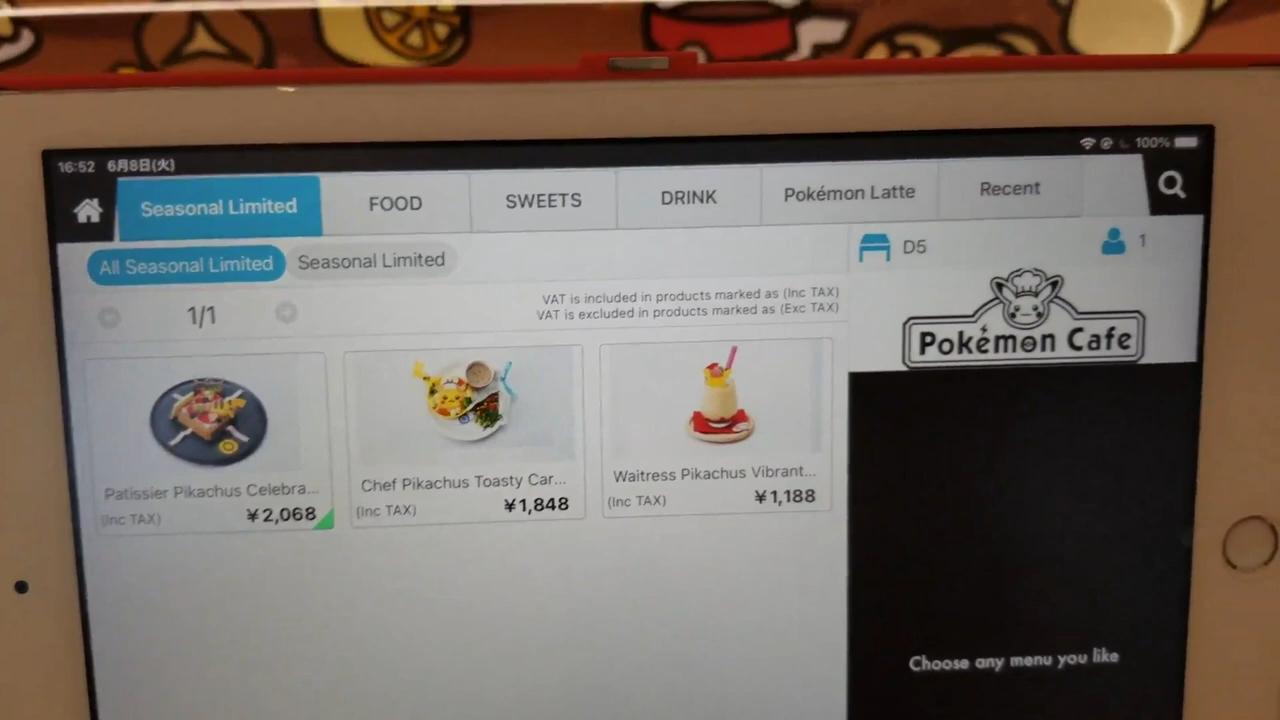 16:52 6月8日(火)
100%
Seasonal Limited
FOOD
SWEETS
DRINK
Pokémon Latte
Recent
All Seasonal Limited
Seasonal Limited
D5
1
1/1
VAT is included in products marked as (Inc TAX)
VAT is excluded in products marked as (Exc TAX)
Pokémon Cafe
Patissier Pikachus Celebra...
(Inc TAX) ¥2,068
Chef Pikachus Toasty Car...
(Inc TAX) ¥1,848
Waitress Pikachus Vibrant...
(Inc TAX) ¥1,188
Choose any menu you like